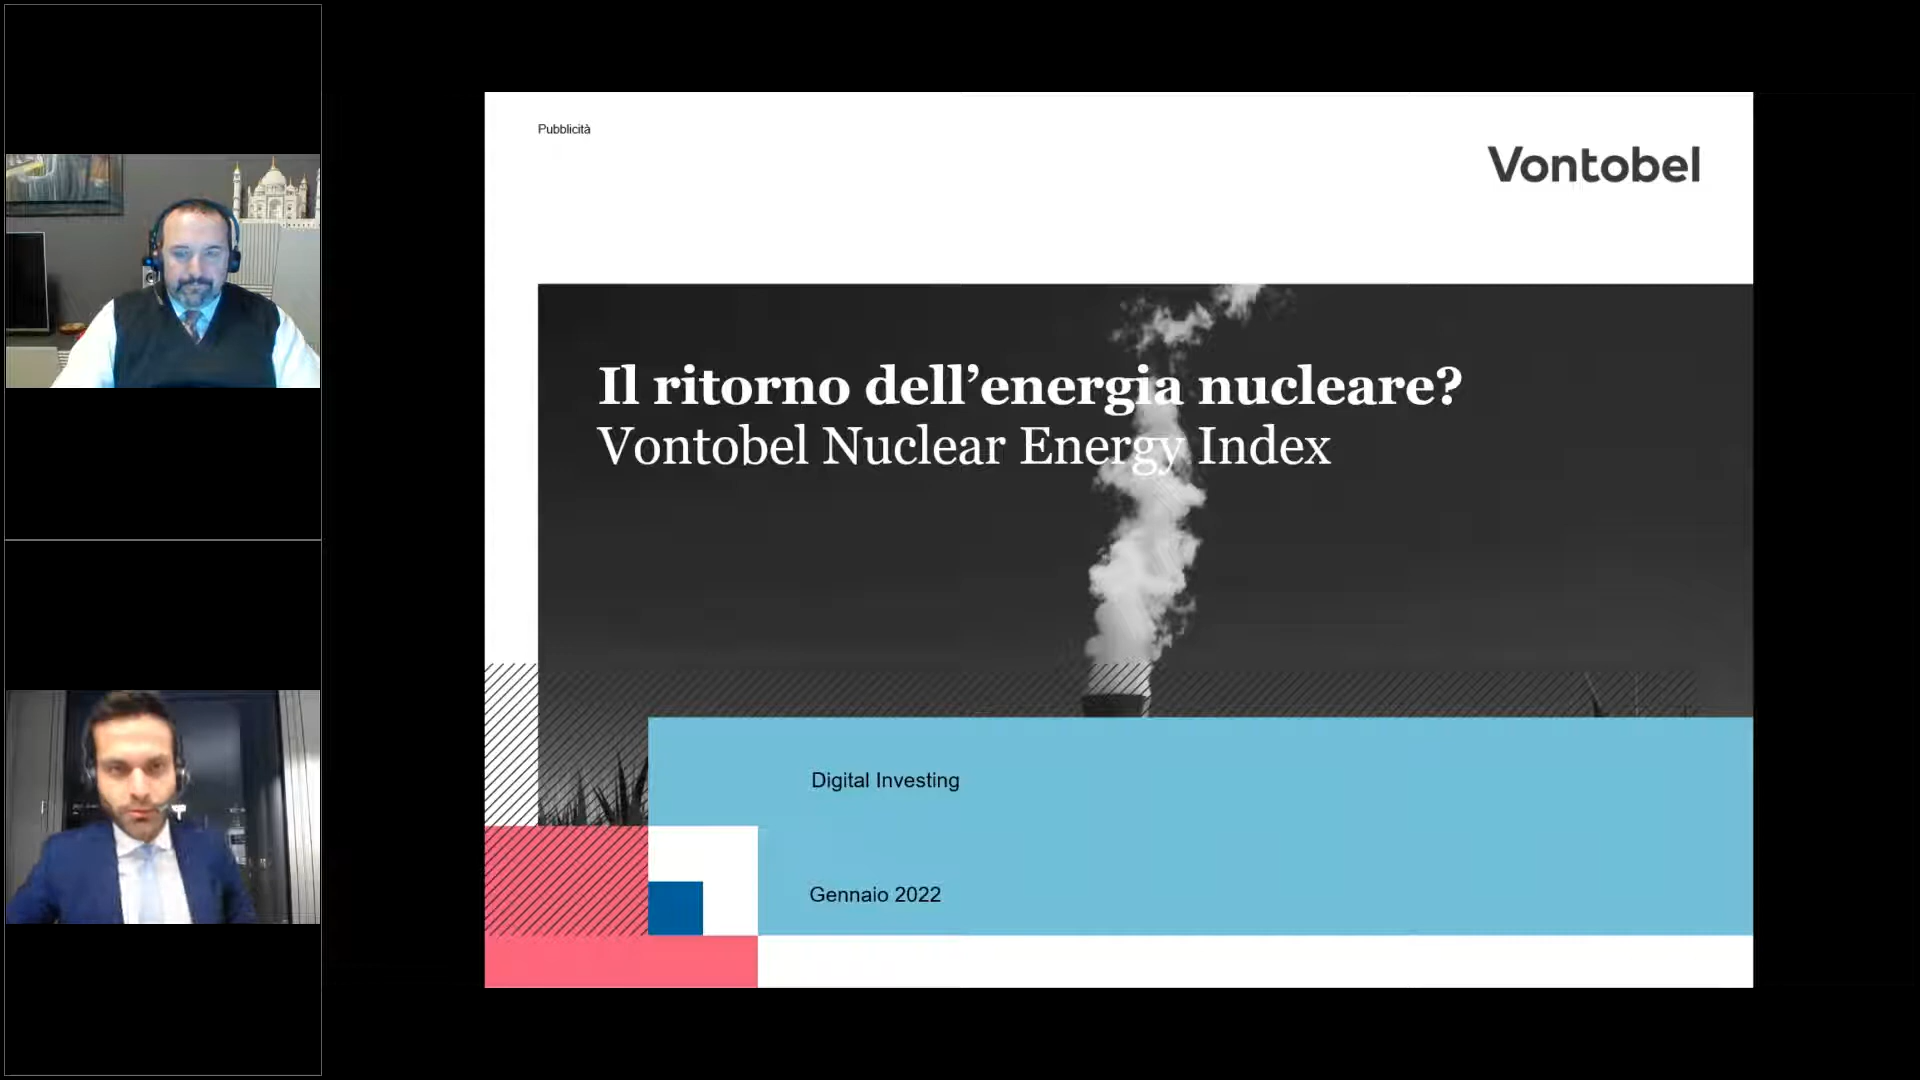 Pubblicità
Vontobel
Il ritorno dell’energia nucleare?
Vontobel Nuclear Energy Index
Digital Investing
Gennaio 2022